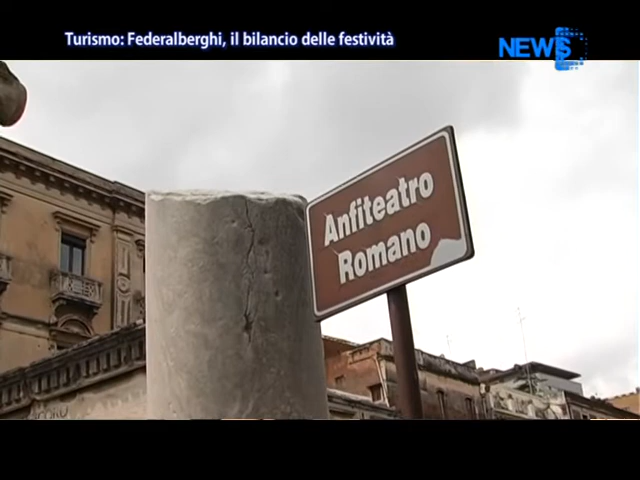 Turismo: Federalberghi, il bilancio delle festività
NEWS
Anfiteatro
Romano